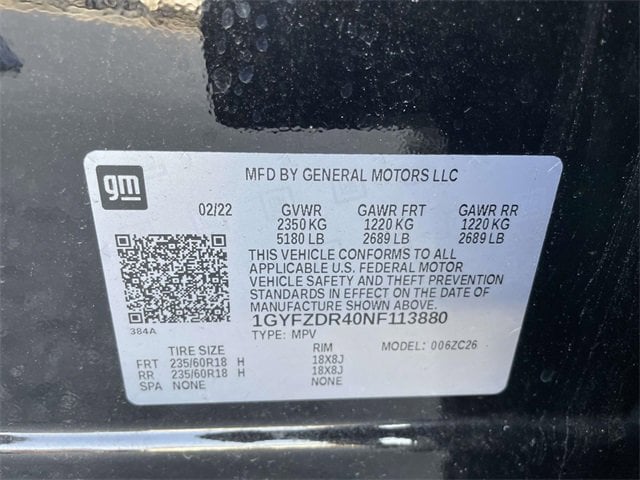 gm
MFD BY GENERAL MOTORS LLC
02/22 GVWR GAWR FRT GAWR RR
2350 KG 1220 KG 1220 KG
5180 LB 2689 LB 2689 LB
THIS VEHICLE CONFORMS TO ALL
APPLICABLE U.S. FEDERAL MOTOR
VEHICLE SAFETY AND THEFT PREVENTION
STANDARDS IN EFFECT ON THE DATE OF
MANUFACTURE SHOWN ABOVE.
1GYFZDR40NF113880
384A
TYPE: MPV MODEL: 006ZC26
TIRE SIZE RIM
FRT 235/60R18 H 18X8J
RR 235/60R18 H 18X8J
SPA NONE NONE